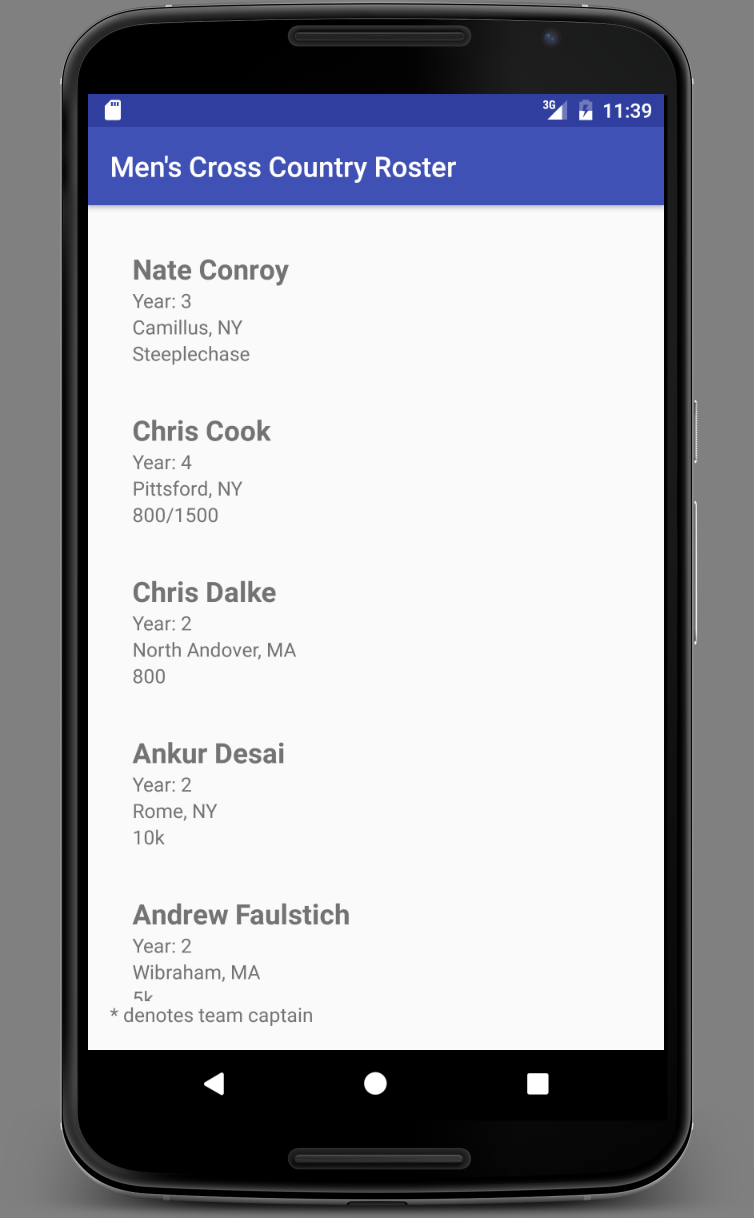 3G 11:39
Men's Cross Country Roster
Nate Conroy
Year: 3
Camillus, NY
Steeplechase
Chris Cook
Year: 4
Pittsford, NY
800/1500
Chris Dalke
Year: 2
North Andover, MA
800
Ankur Desai
Year: 2
Rome, NY
10k
Andrew Faulstich
Year: 2
Wibraham, MA
5k
* denotes team captain